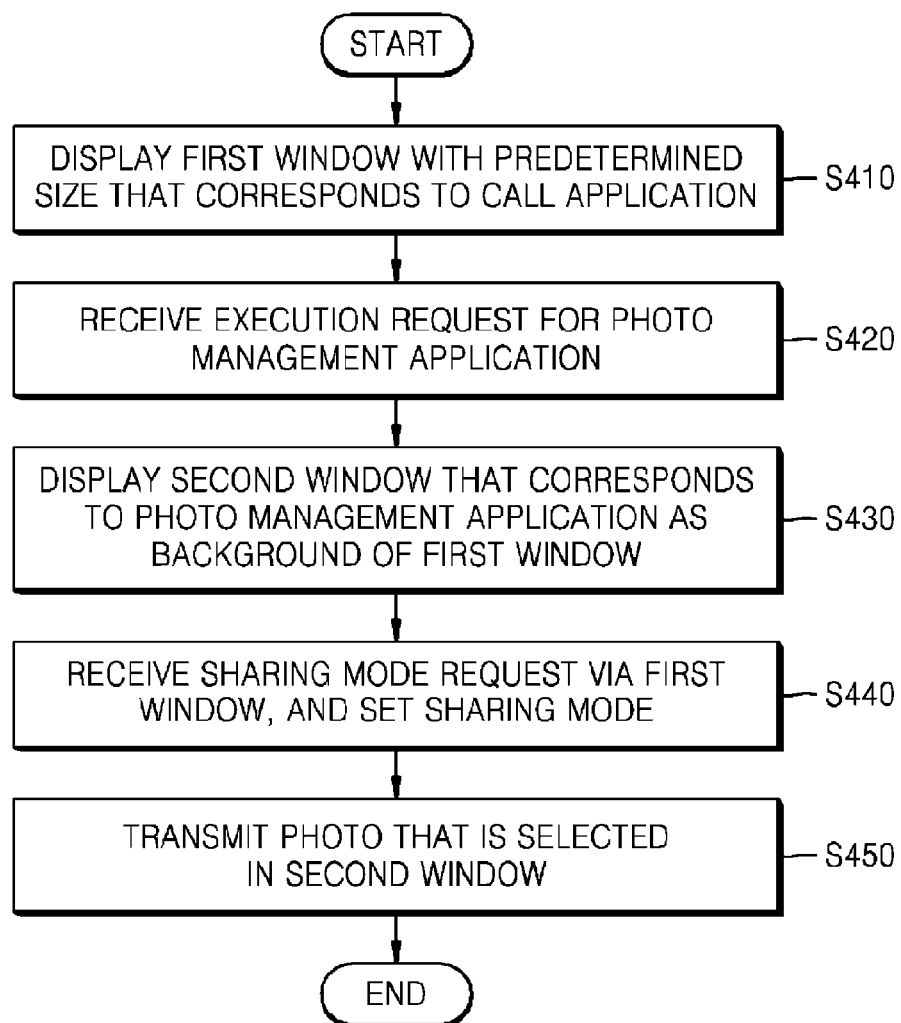 START
DISPLAY FIRST WINDOW WITH PREDETERMINED
SIZE THAT CORRESPONDS TO CALL APPLICATION
S410
RECEIVE EXECUTION REQUEST FOR PHOTO
MANAGEMENT APPLICATION
S420
DISPLAY SECOND WINDOW THAT CORRESPONDS
TO PHOTO MANAGEMENT APPLICATION AS
BACKGROUND OF FIRST WINDOW
S430
RECEIVE SHARING MODE REQUEST VIA FIRST
WINDOW, AND SET SHARING MODE
S440
TRANSMIT PHOTO THAT IS SELECTED
IN SECOND WINDOW
S450
END